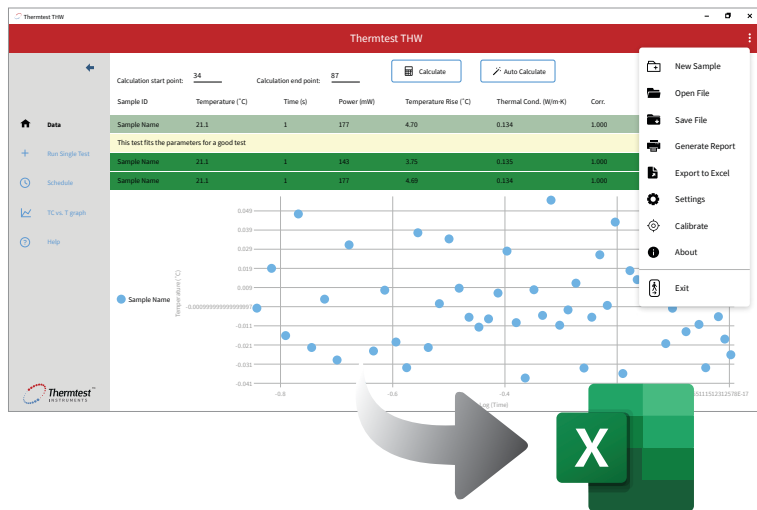 Thermtest THW
Thermtest THW
Calculation start point: 34
Calculation end point: 87
Calculate
Auto Calculate
Sample ID Temperature (˚C) Time (s) Power (mW) Temperature Rise (˚C) Thermal Cond. (W/m·K) Corr.
Sample Name 21.1 1 177 4.70 0.134 1.000
This test fits the parameters for a good test
Sample Name 21.1 1 143 3.75 0.135 1.000
Sample Name 21.1 1 177 4.69 0.134 1.000
Data
Run Single Test
Schedule
TC vs. T graph
Help
Thermtest™
INSTRUMENTS
New Sample
Open File
Save File
Generate Report
Export to Excel
Settings
Calibrate
About
Exit
Sample Name
Temperature (˚C)
0.049
0.039
0.029
0.019
0.009
-0.011
-0.021
-0.031
-0.041
-0.8
-0.6
-0.4
(Time)
X